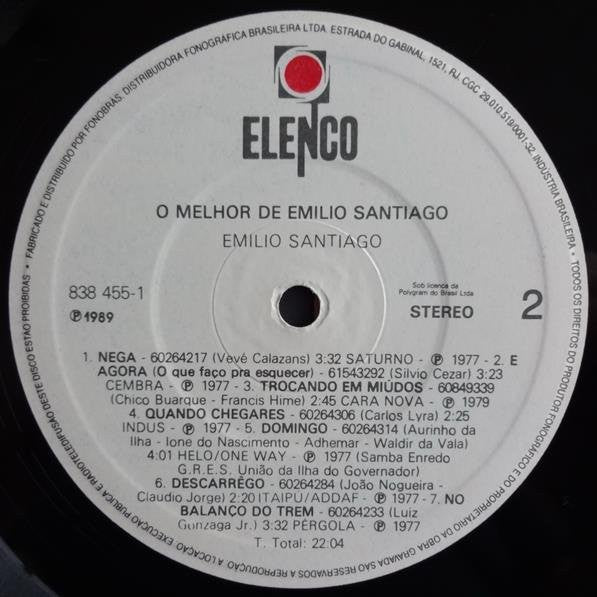 FABRICADO E DISTRIBUIDO POR FONOBRAS. DISTRIBUIDORA FONOGRAFICA BRASILEIRA LTDA. ESTRADA DO GABINAL, 1521, RJ, CGC 29.010.519/0001-32. INDUSTRIA BRASILEIRA •
TODOS OS DIREITOS DO PRODUTOR FONOGRAFICO E DO PROPRIETARIO DA OBRA GRAVADA SÃO RESERVADOS A REPRODUÇÃO A LOCAÇÃO EXECUÇÃO PUBLICA E RADIOTELEDIFUSÃO DESTE DISCO ESTÃO PROIBIDAS •
ELENCO
O MELHOR DE EMILIO SANTIAGO
EMILIO SANTIAGO
838 455-1
℗ 1989
Sob licença da
Polygram do Brasil Ltda
STEREO
2
1. NEGA - 60264217 (Vevé Calazans) 3:32 SATURNO - ℗ 1977 - 2. E
AGORA (O que faço pra esquecer) - 61543292 (Silvio Cezar) 3:23
CEMBRA - ℗ 1977 - 3. TROCANDO EM MIÚDOS - 60849339
(Chico Buarque - Francis Hime) 2:45 CARA NOVA - ℗ 1979
4. QUANDO CHEGARES - 60264306 (Carlos Lyra) 2:25
INDUS - ℗ 1977 - 5. DOMINGO - 60264314 (Aurinho da
Ilha - Ione do Nascimento - Adhemar - Waldir da Vala)
4:01 HELO/ONE WAY - ℗ 1977 (Samba Enredo
G.R.E.S. União da Ilha do Governador)
6. DESCARRÊGO - 60264284 (João Nogueira -
Claudio Jorge) 2:20 ITAIPU/ADDAF - ℗ 1977 - 7. NO
BALANÇO DO TREM - 60264233 (Luiz
Gonzaga Jr.) 3:32 PÉRGOLA - ℗ 1977
T. Total: 22:04